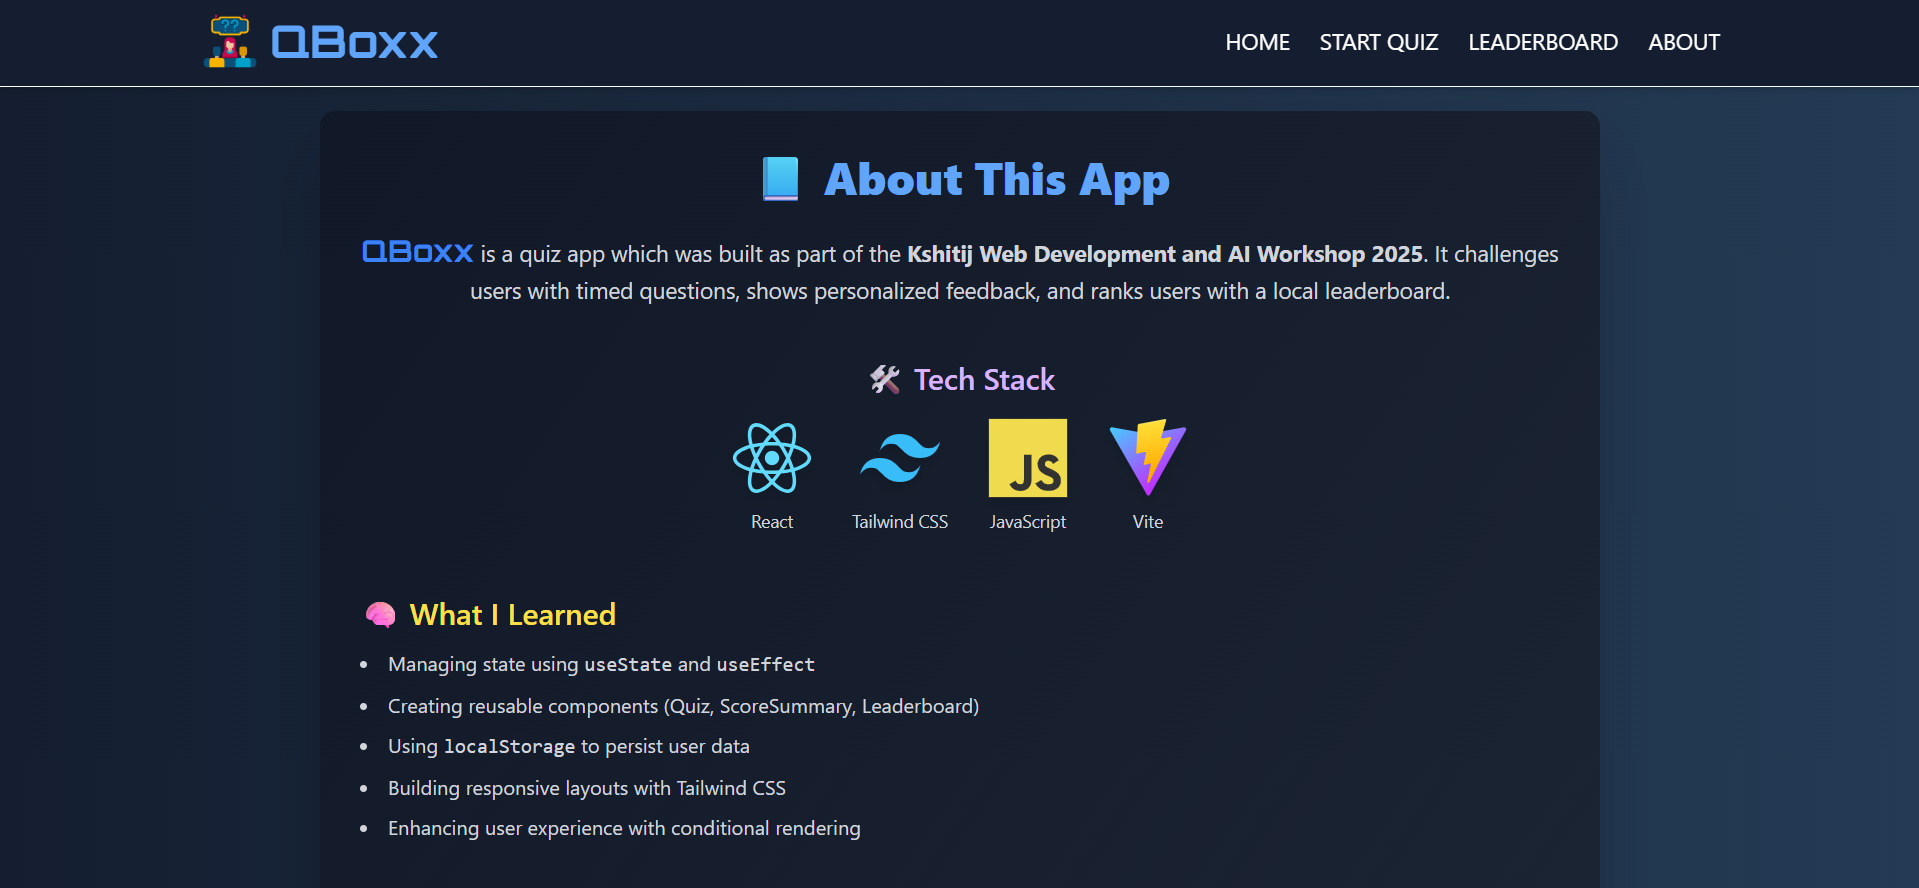 ??
QBoxx
HOME START QUIZ LEADERBOARD ABOUT
About This App
QBoxx is a quiz app which was built as part of the Kshitij Web Development and AI Workshop 2025. It challenges
users with timed questions, shows personalized feedback, and ranks users with a local leaderboard.
Tech Stack
JS
React Tailwind CSS JavaScript Vite
What I Learned
• Managing state using useState and useEffect
• Creating reusable components (Quiz, ScoreSummary, Leaderboard)
• Using localStorage to persist user data
• Building responsive layouts with Tailwind CSS
• Enhancing user experience with conditional rendering